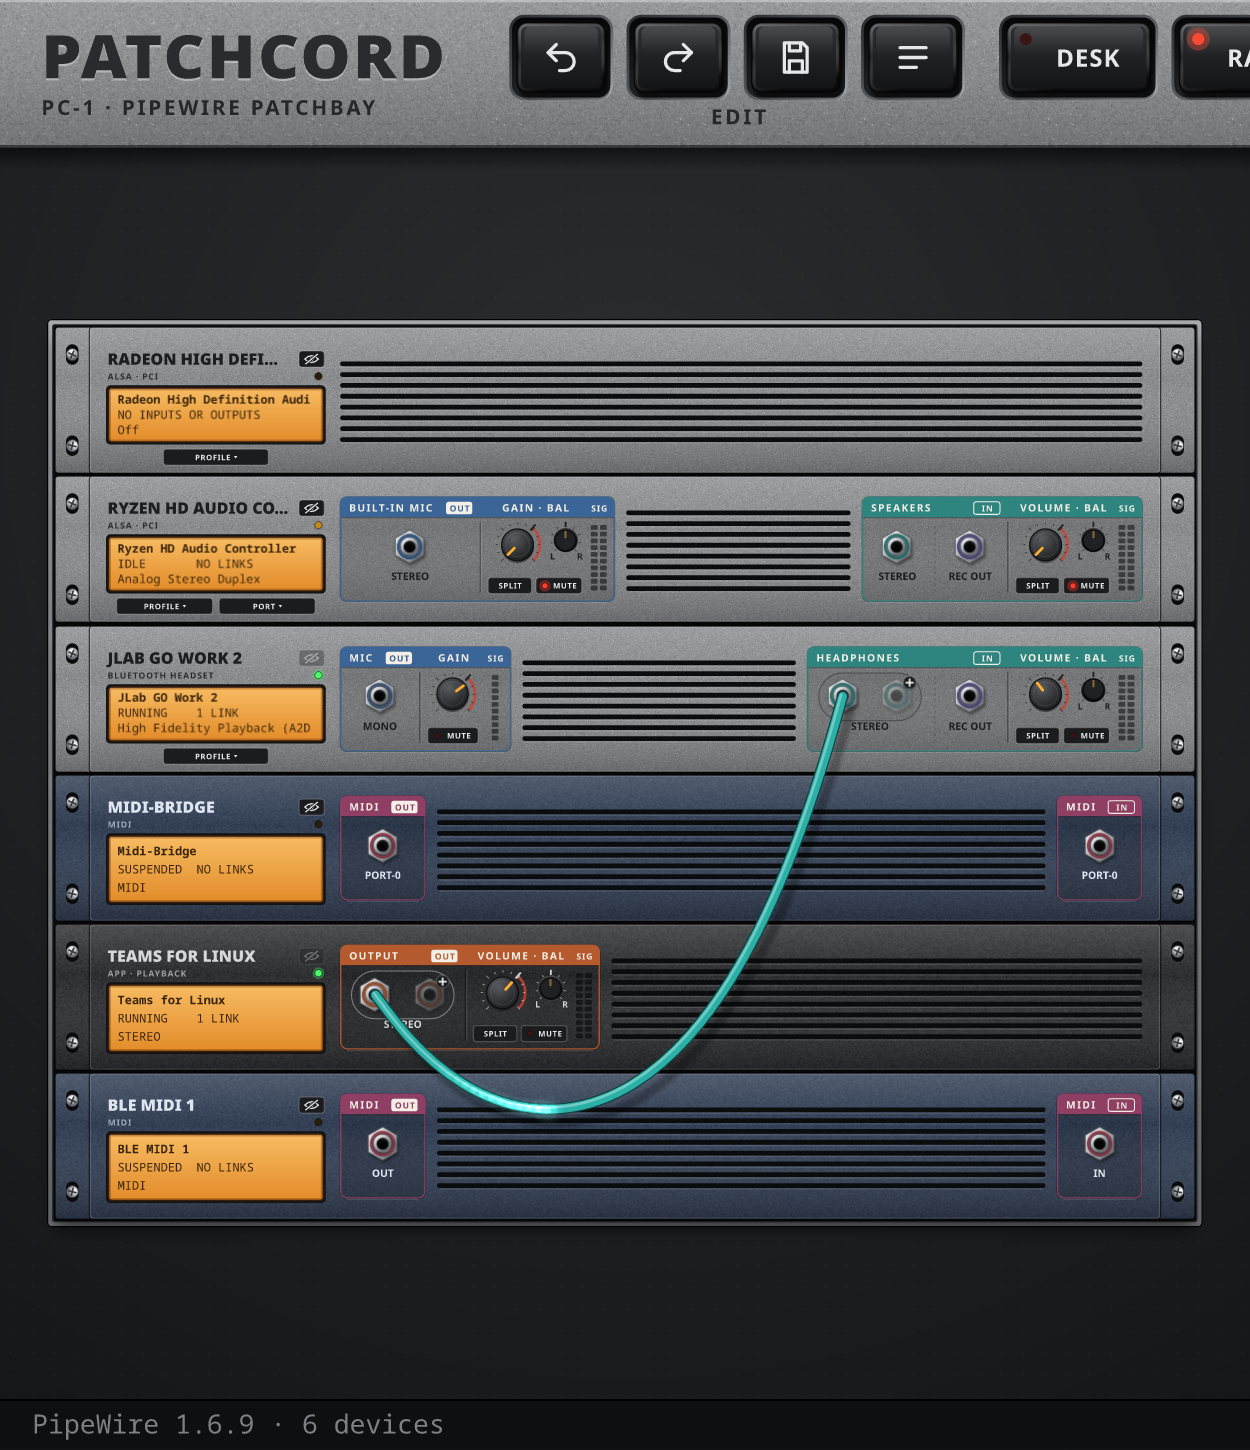 PATCHCORD
PC-1 · PIPEWIRE PATCHBAY
EDIT
DESK
RA
RADEON HIGH DEFI...
ALSA · PCI
Radeon High Definition Audi
NO INPUTS OR OUTPUTS
Off
PROFILE
RYZEN HD AUDIO CO...
ALSA · PCI
Ryzen HD Audio Controller
IDLE NO LINKS
Analog Stereo Duplex
PROFILE PORT
BUILT-IN MIC OUT GAIN · BAL SIG
STEREO
L R
SPLIT MUTE
SPEAKERS IN VOLUME · BAL SIG
STEREO REC OUT
L R
SPLIT MUTE
JLAB GO WORK 2
BLUETOOTH HEADSET
JLab GO Work 2
RUNNING 1 LINK
High Fidelity Playback (A2D
PROFILE
MIC OUT GAIN SIG
MONO
MUTE
HEADPHONES IN VOLUME · BAL SIG
STEREO REC OUT
L R
SPLIT MUTE
MIDI-BRIDGE
MIDI
Midi-Bridge
SUSPENDED NO LINKS
MIDI
MIDI OUT
PORT-0
MIDI IN
PORT-0
TEAMS FOR LINUX
APP · PLAYBACK
Teams for Linux
RUNNING 1 LINK
STEREO
OUTPUT OUT VOLUME · BAL SIG
STEREO
L R
SPLIT MUTE
BLE MIDI 1
MIDI
BLE MIDI 1
SUSPENDED NO LINKS
MIDI
MIDI OUT
OUT
MIDI IN
IN
PipeWire 1.6.9 · 6 devices